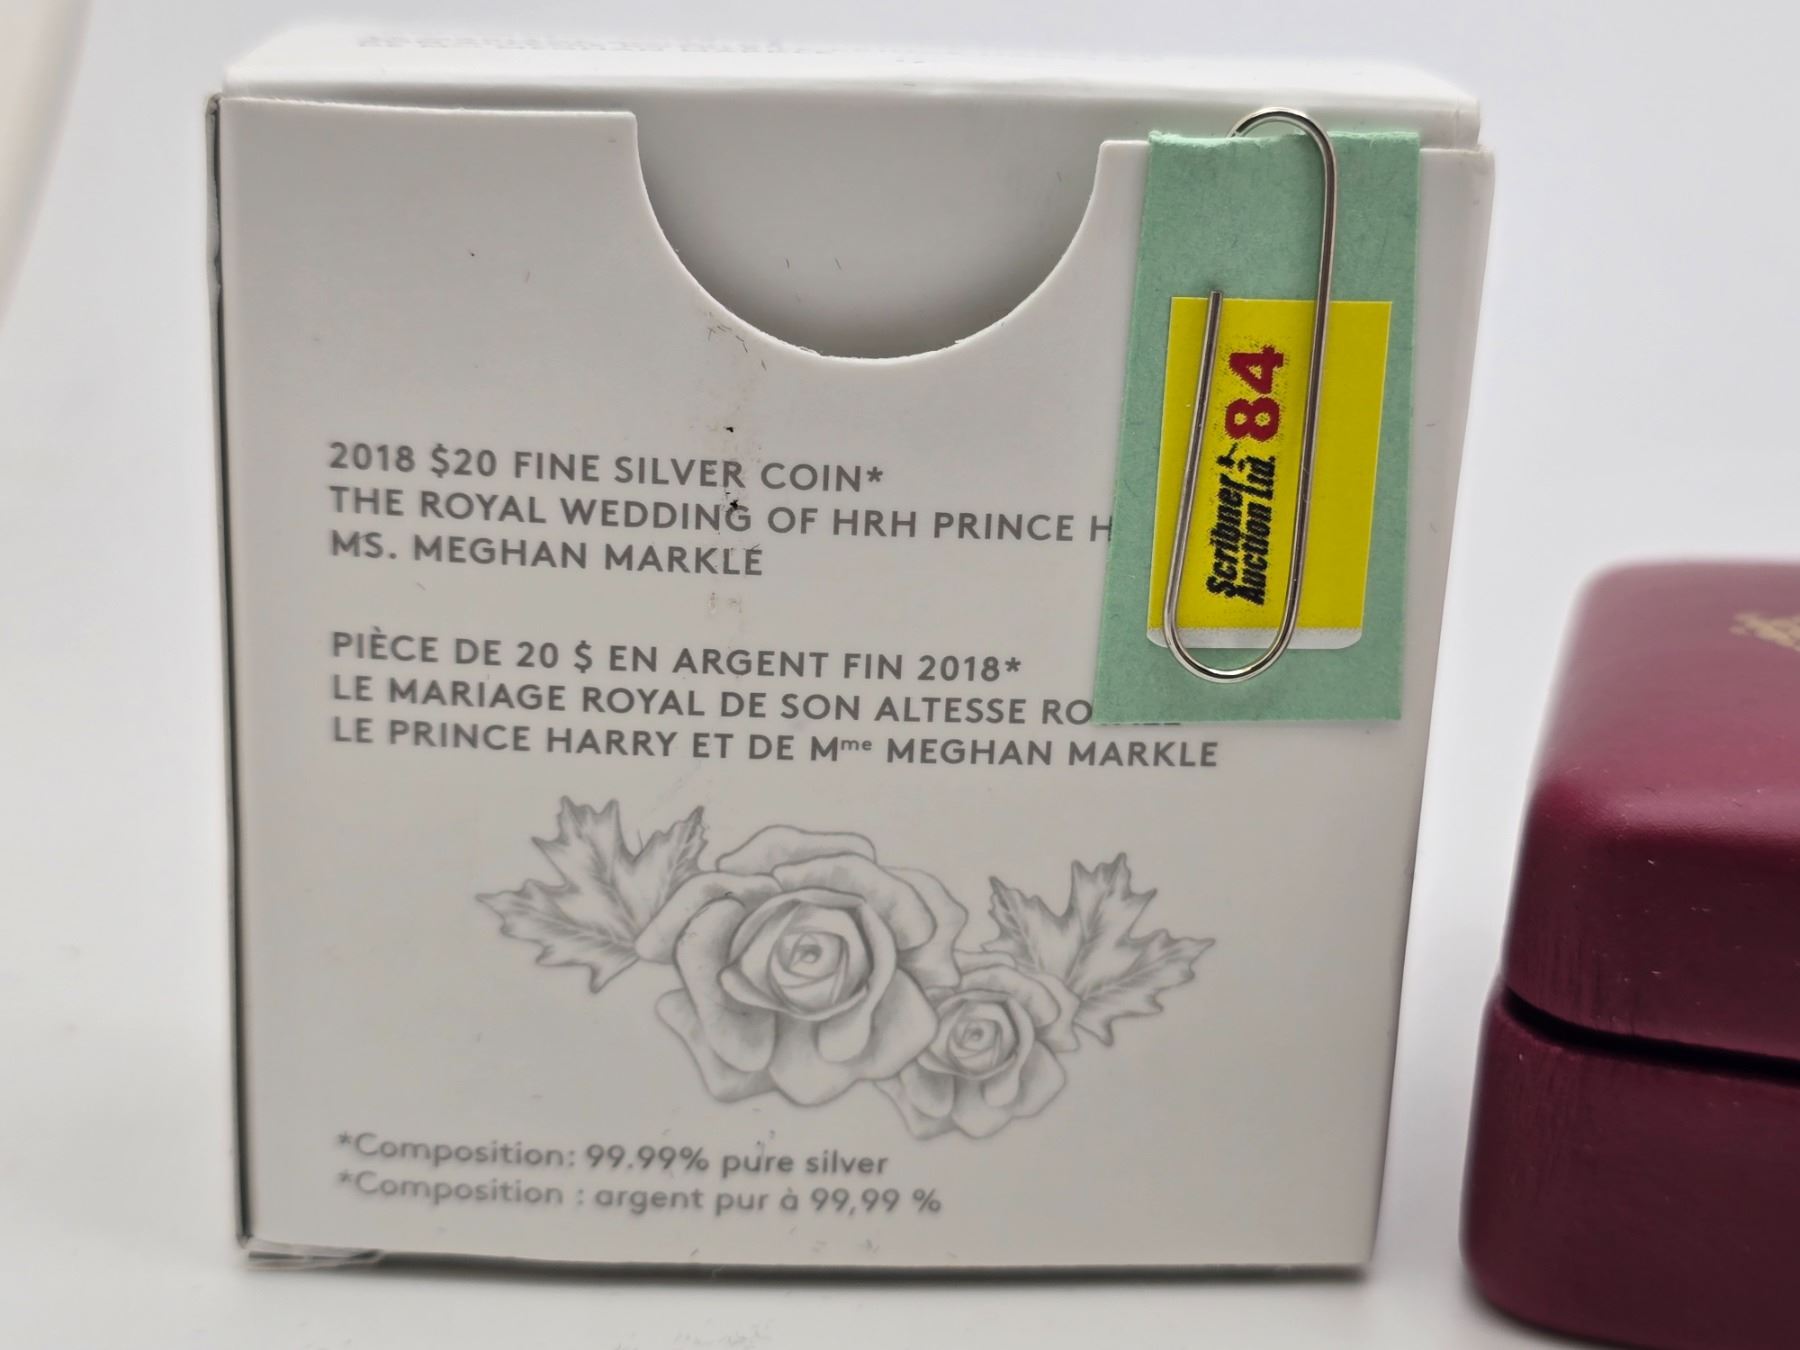 2018 $20 FINE SILVER COIN*
THE ROYAL WEDDING OF HRH PRINCE H
MS. MEGHAN MARKLE
PIÈCE DE 20 $ EN ARGENT FIN 2018*
LE MARIAGE ROYAL DE SON ALTESSE RO
LE PRINCE HARRY ET DE Mme MEGHAN MARKLE
*Composition: 99.99% pure silver
*Composition : argent pur à 99,99 %
Scribner
Auction Ltd.
84